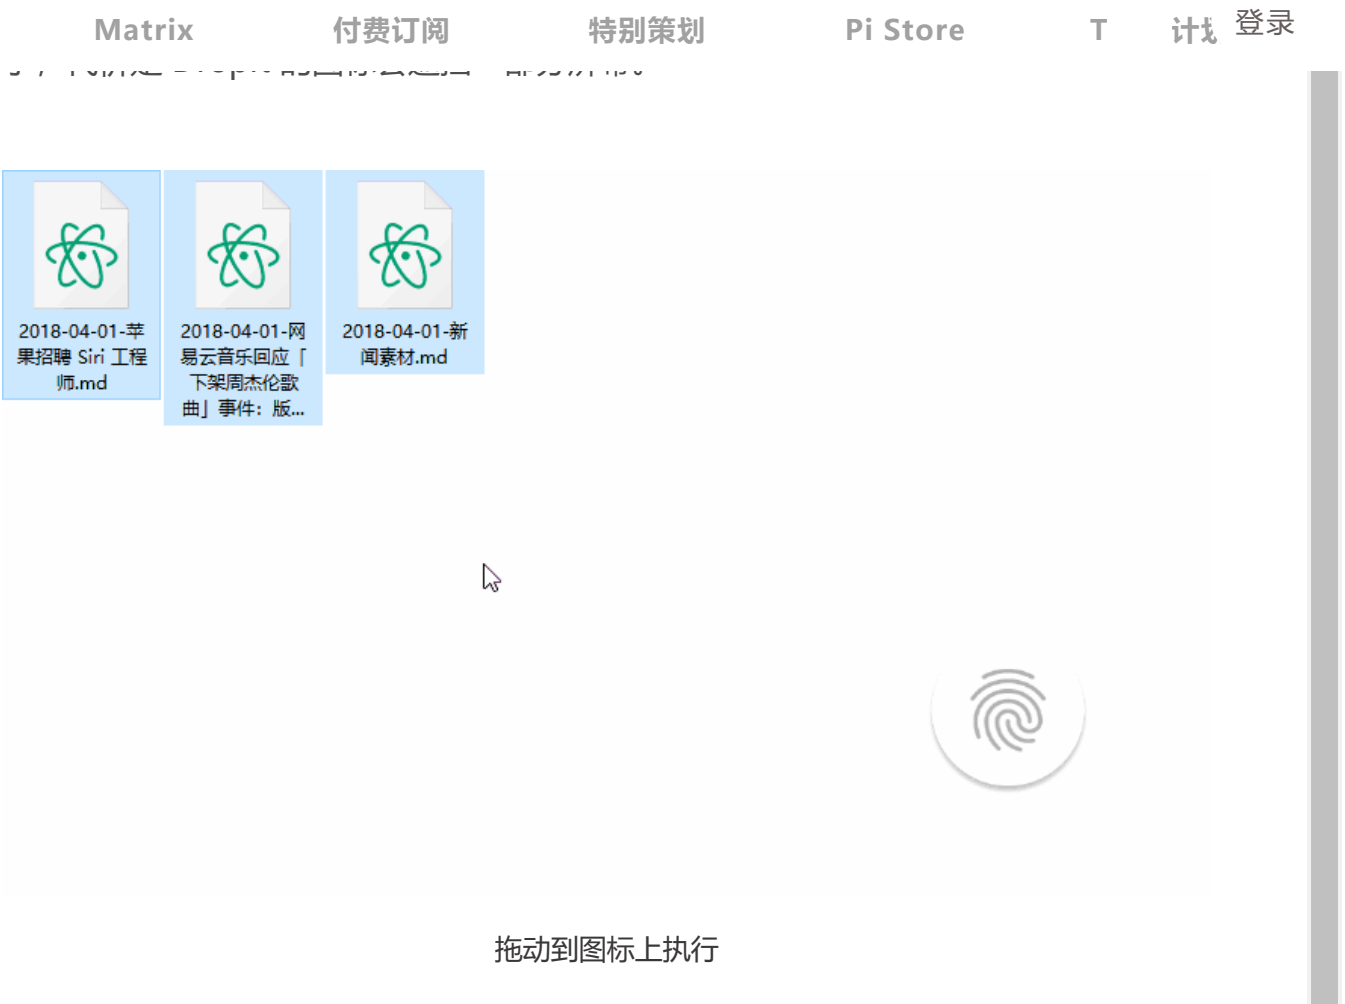 Matrix 付费订阅 特别策划 Pi Store T 计划 登录
2018-04-01-苹
果招聘 Siri 工程
师.md
2018-04-01-网
易云音乐回应「
下架周杰伦歌
曲」事件：版...
2018-04-01-新
闻素材.md
拖动到图标上执行